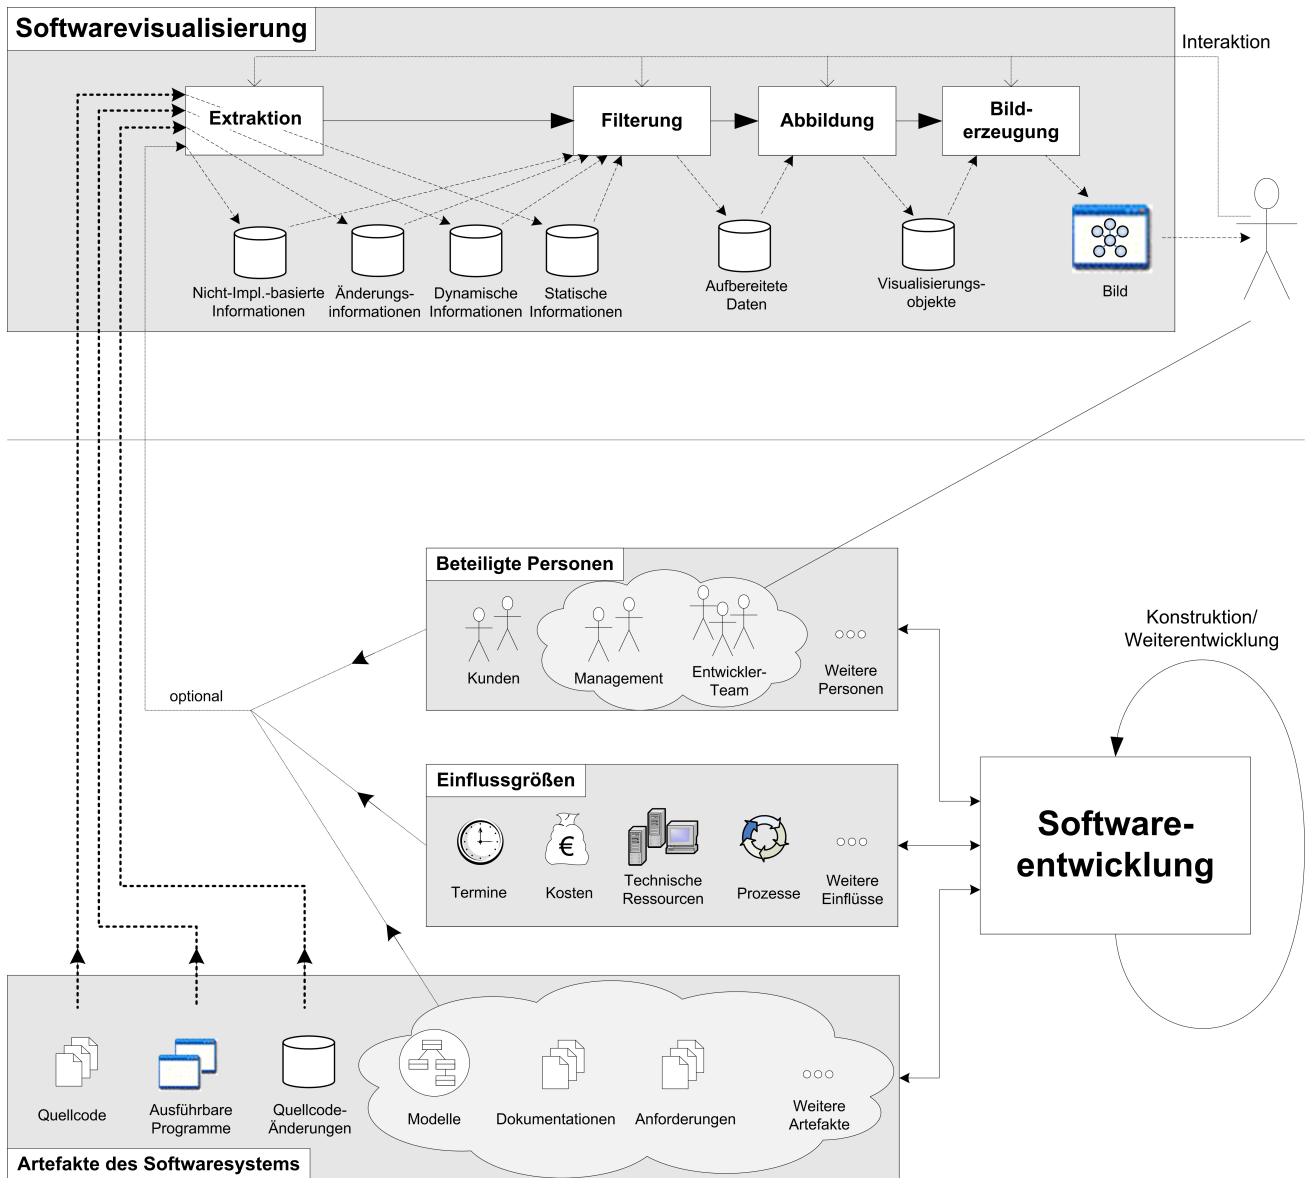 Softwarevisualisierung
Interaktion
Extraktion
Filterung
Abbildung
Bild-
erzeugung
Nicht-Impl.-basierte
Informationen
Änderungs-
informationen
Dynamische
Informationen
Statische
Informationen
Aufbereitete
Daten
Visualisierungs-
objekte
Bild
Beteiligte Personen
Kunden
Management
Entwickler-
Team
Weitere
Personen
optional
Konstruktion/
Weiterentwicklung
Einflussgrößen
€
Termine
Kosten
Technische
Ressourcen
Prozesse
Weitere
Einflüsse
Software-
entwicklung
Quellcode
Ausführbare
Programme
Quellcode-
Änderungen
Modelle
Dokumentationen
Anforderungen
Weitere
Artefakte
Artefakte des Softwaresystems